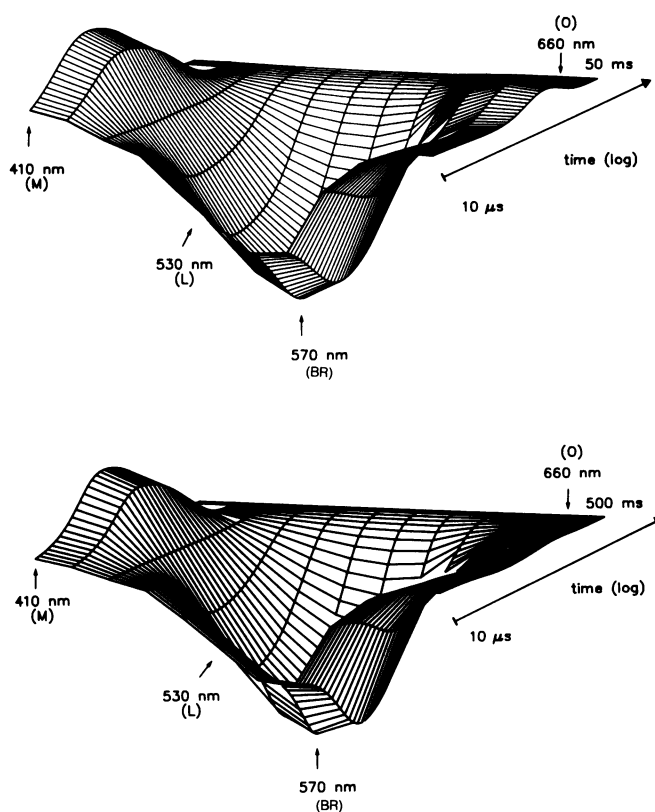 (O)
660 nm
50 ms
time (log)
10 µs
410 nm
(M)
530 nm
(L)
570 nm
(BR)
(O)
660 nm
500 ms
time (log)
10 µs
410 nm
(M)
530 nm
(L)
570 nm
(BR)